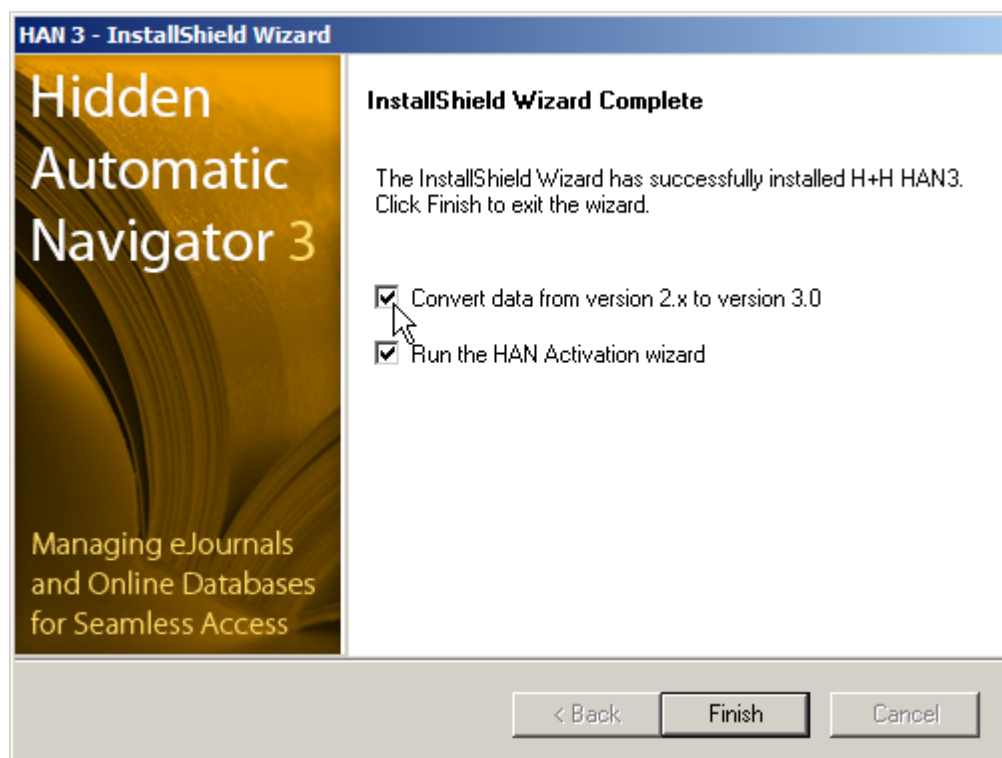 HAN 3 - InstallShield Wizard
Hidden
Automatic
Navigator 3
Managing eJournals
and Online Databases
for Seamless Access
InstallShield Wizard Complete
The InstallShield Wizard has successfully installed H+H HAN3.
Click Finish to exit the wizard.
Convert data from version 2.x to version 3.0
Run the HAN Activation wizard
< Back
Finish
Cancel